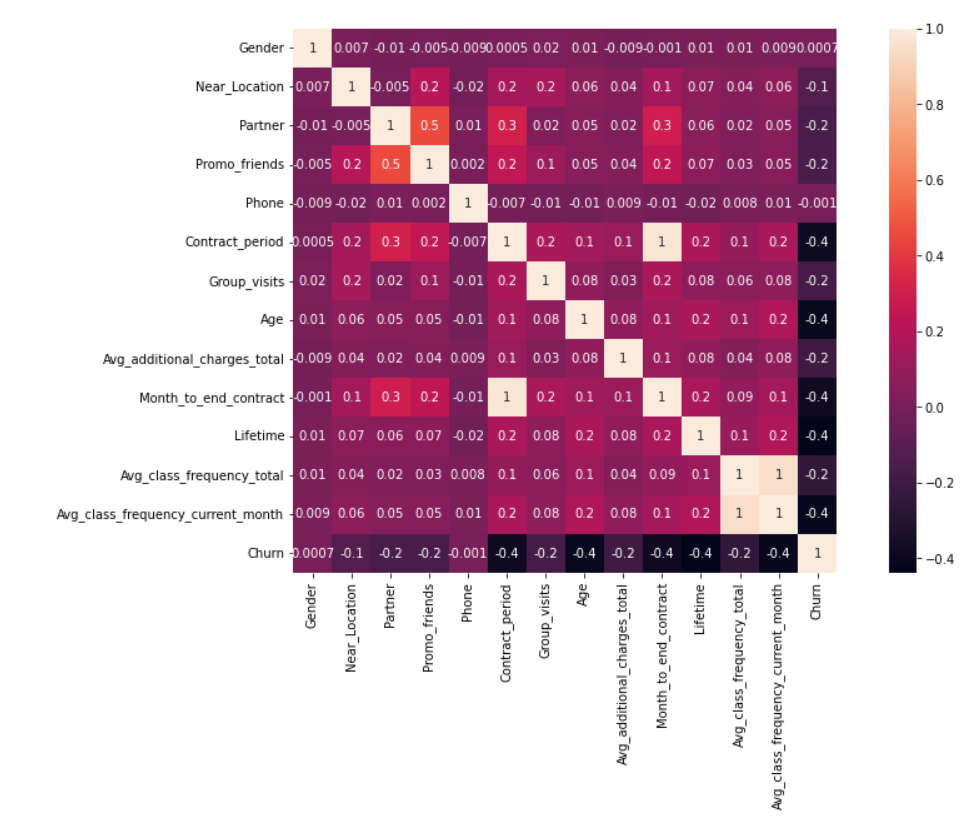 Gender 1 0.007 -0.01 -0.005 -0.009 0.0005 0.02 0.01 -0.009 -0.001 0.01 0.01 0.009 0.0007
Near_Location 0.007 1 -0.005 0.2 -0.02 0.2 0.2 0.06 0.04 0.1 0.07 0.04 0.06 -0.1
Partner -0.01 -0.005 1 0.5 0.01 0.3 0.02 0.05 0.02 0.3 0.06 0.02 0.05 -0.2
Promo_friends -0.005 0.2 0.5 1 0.002 0.2 0.1 0.05 0.04 0.2 0.07 0.03 0.05 -0.2
Phone -0.009 -0.02 0.01 0.002 1 -0.007 -0.01 -0.01 0.009 -0.01 -0.02 0.008 0.01 -0.001
Contract_period 0.0005 0.2 0.3 0.2 -0.007 1 0.2 0.1 0.1 1 0.2 0.1 0.2 -0.4
Group_visits 0.02 0.2 0.02 0.1 -0.01 0.2 1 0.08 0.03 0.2 0.08 0.06 0.08 -0.2
Age 0.01 0.06 0.05 0.05 -0.01 0.1 0.08 1 0.08 0.1 0.2 0.1 0.2 -0.4
Avg_additional_charges_total -0.009 0.04 0.02 0.04 0.009 0.1 0.03 0.08 1 0.1 0.08 0.04 0.08 -0.2
Month_to_end_contract -0.001 0.1 0.3 0.2 -0.01 1 0.2 0.1 0.1 1 0.2 0.09 0.1 -0.4
Lifetime 0.01 0.07 0.06 0.07 -0.02 0.2 0.08 0.2 0.08 0.2 1 0.1 0.2 -0.4
Avg_class_frequency_total 0.01 0.04 0.02 0.03 0.008 0.1 0.06 0.1 0.04 0.09 0.1 1 1 -0.2
Avg_class_frequency_current_month 0.009 0.06 0.05 0.05 0.01 0.2 0.08 0.2 0.08 0.1 0.2 1 1 -0.4
Churn 0.0007 -0.1 -0.2 -0.2 -0.001 -0.4 -0.2 -0.4 -0.2 -0.4 -0.4 -0.2 -0.4 1
Gender
Near_Location
Partner
Promo_friends
Phone
Contract_period
Group_visits
Age
Avg_additional_charges_total
Month_to_end_contract
Lifetime
Avg_class_frequency_total
Avg_class_frequency_current_month
Churn
1.0
0.8
0.6
0.4
0.2
0.0
−0.2
−0.4